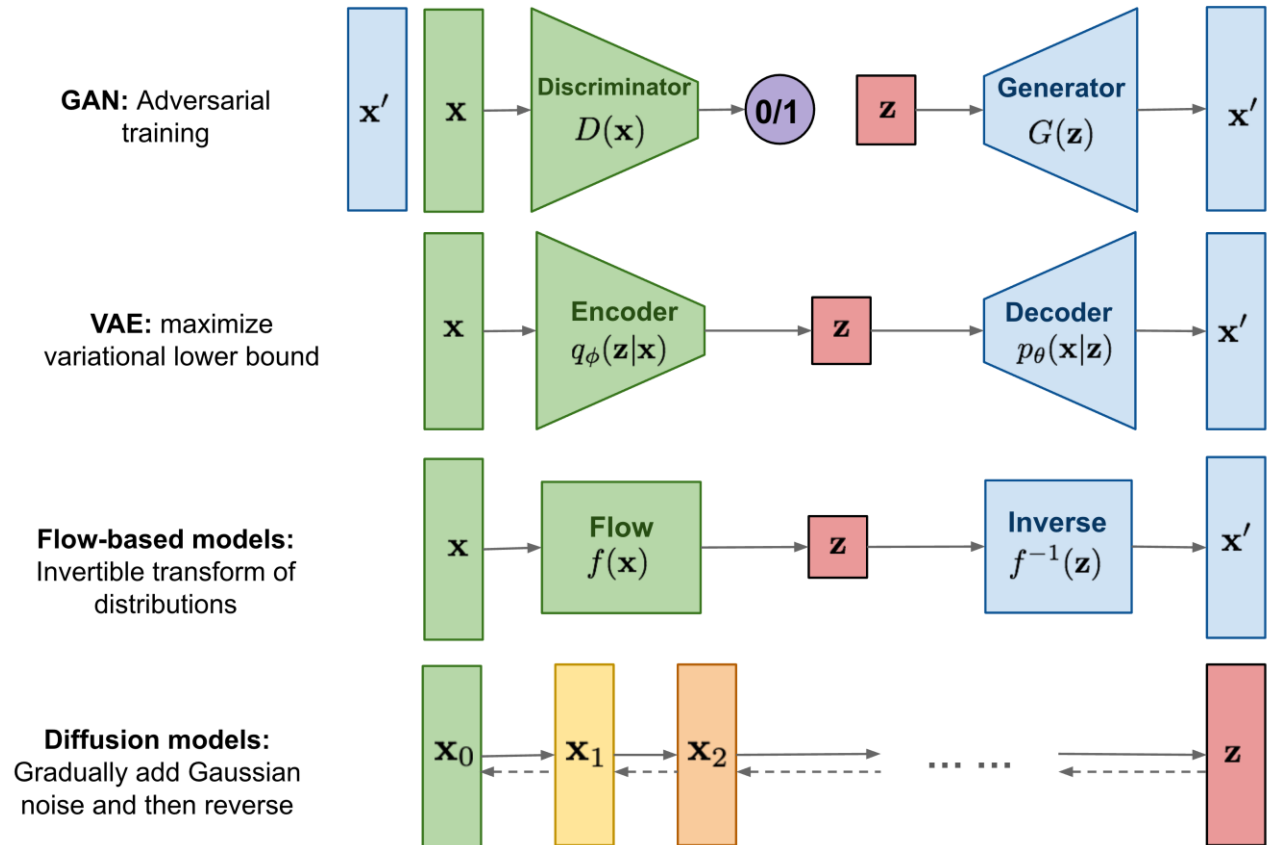 GAN: Adversarial
training
x′
x
Discriminator
D(x)
0/1
z
Generator
G(z)
x′
VAE: maximize
variational lower bound
x
Encoder
qϕ(z|x)
z
Decoder
pθ(x|z)
x′
Flow-based models:
Invertible transform of
distributions
x
Flow
f(x)
z
Inverse
f⁻¹(z)
x′
Diffusion models:
Gradually add Gaussian
noise and then reverse
x₀
x₁
x₂
... ...
z